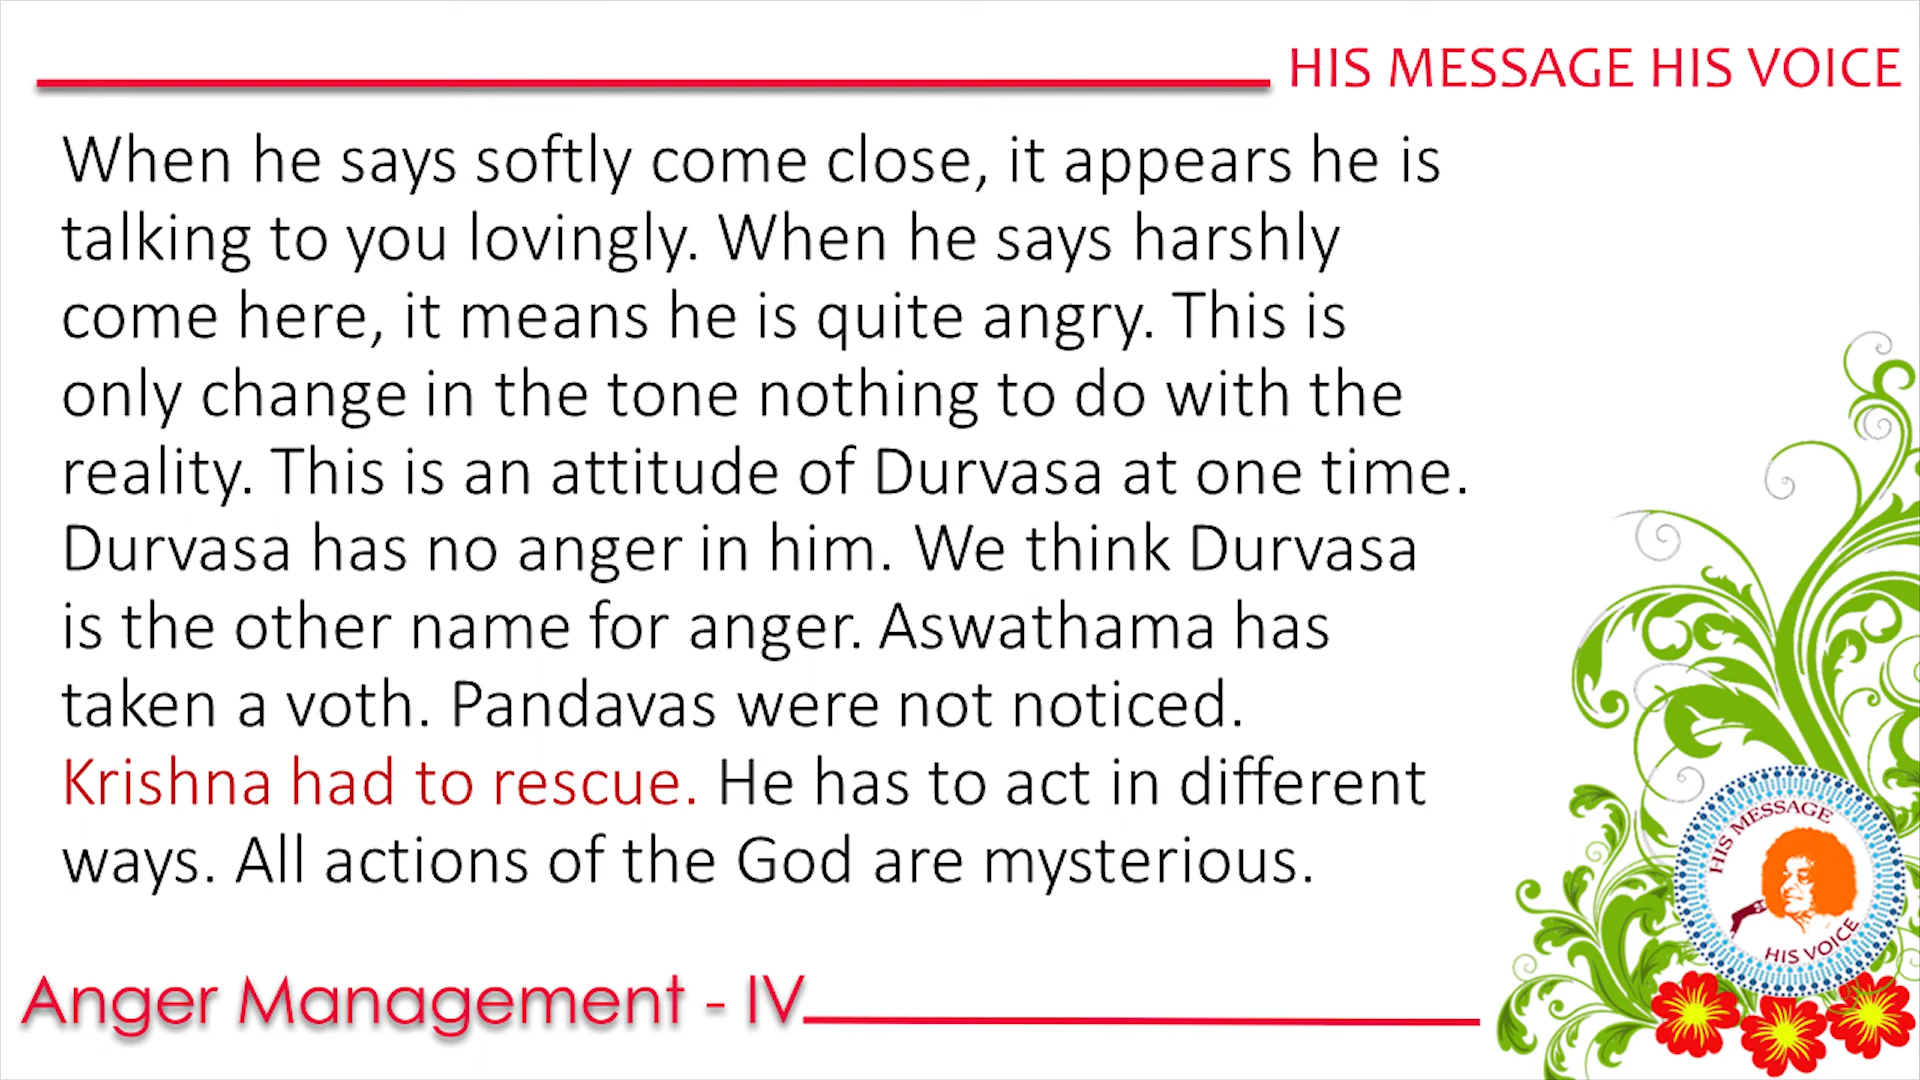 HIS MESSAGE HIS VOICE
When he says softly come close, it appears he is
talking to you lovingly. When he says harshly
come here, it means he is quite angry. This is
only change in the tone nothing to do with the
reality. This is an attitude of Durvasa at one time.
Durvasa has no anger in him. We think Durvasa
is the other name for anger. Aswathama has
taken a voth. Pandavas were not noticed.
Krishna had to rescue. He has to act in different
ways. All actions of the God are mysterious.
HIS MESSAGE
HIS VOICE
Anger Management - IV